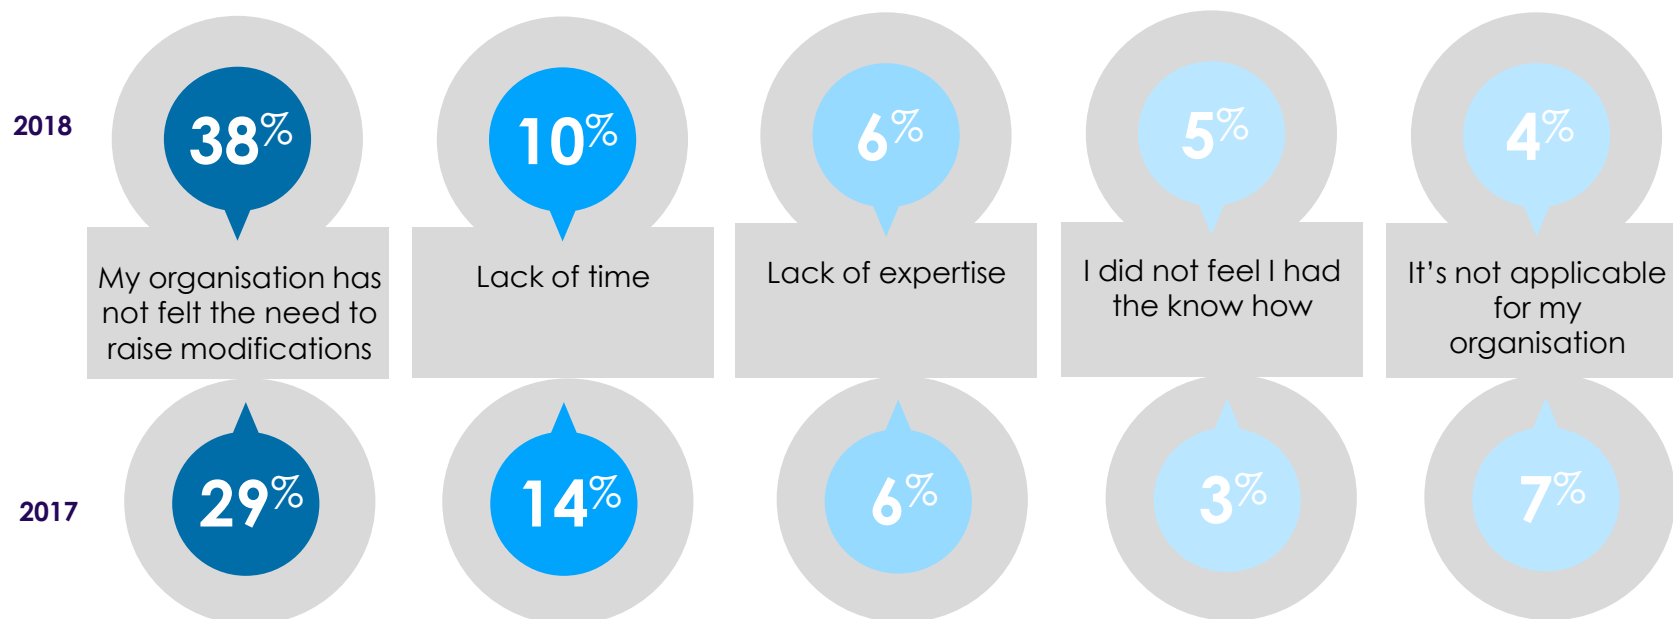 2018
38%
10%
6%
5%
4%
My organisation has
not felt the need to
raise modifications
Lack of time
Lack of expertise
I did not feel I had
the know how
It’s not applicable
for my
organisation
2017
29%
14%
6%
3%
7%